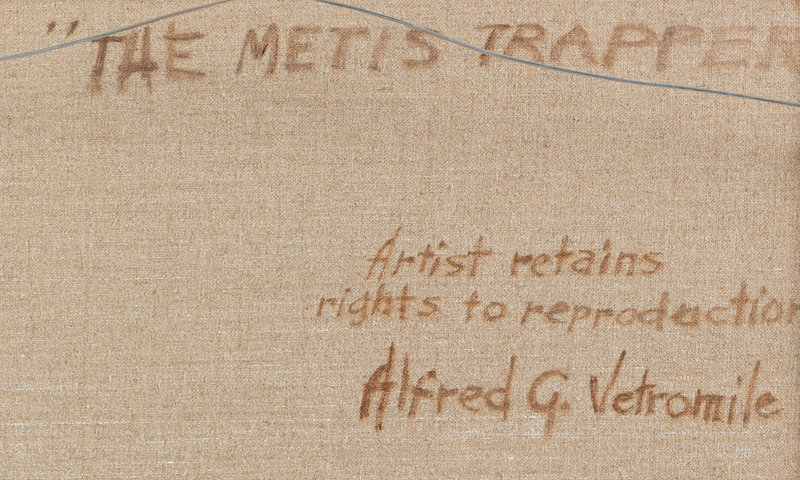 "THE METIS TRAPPER
Artist retains
rights to reproduction
Alfred G. Vetromile